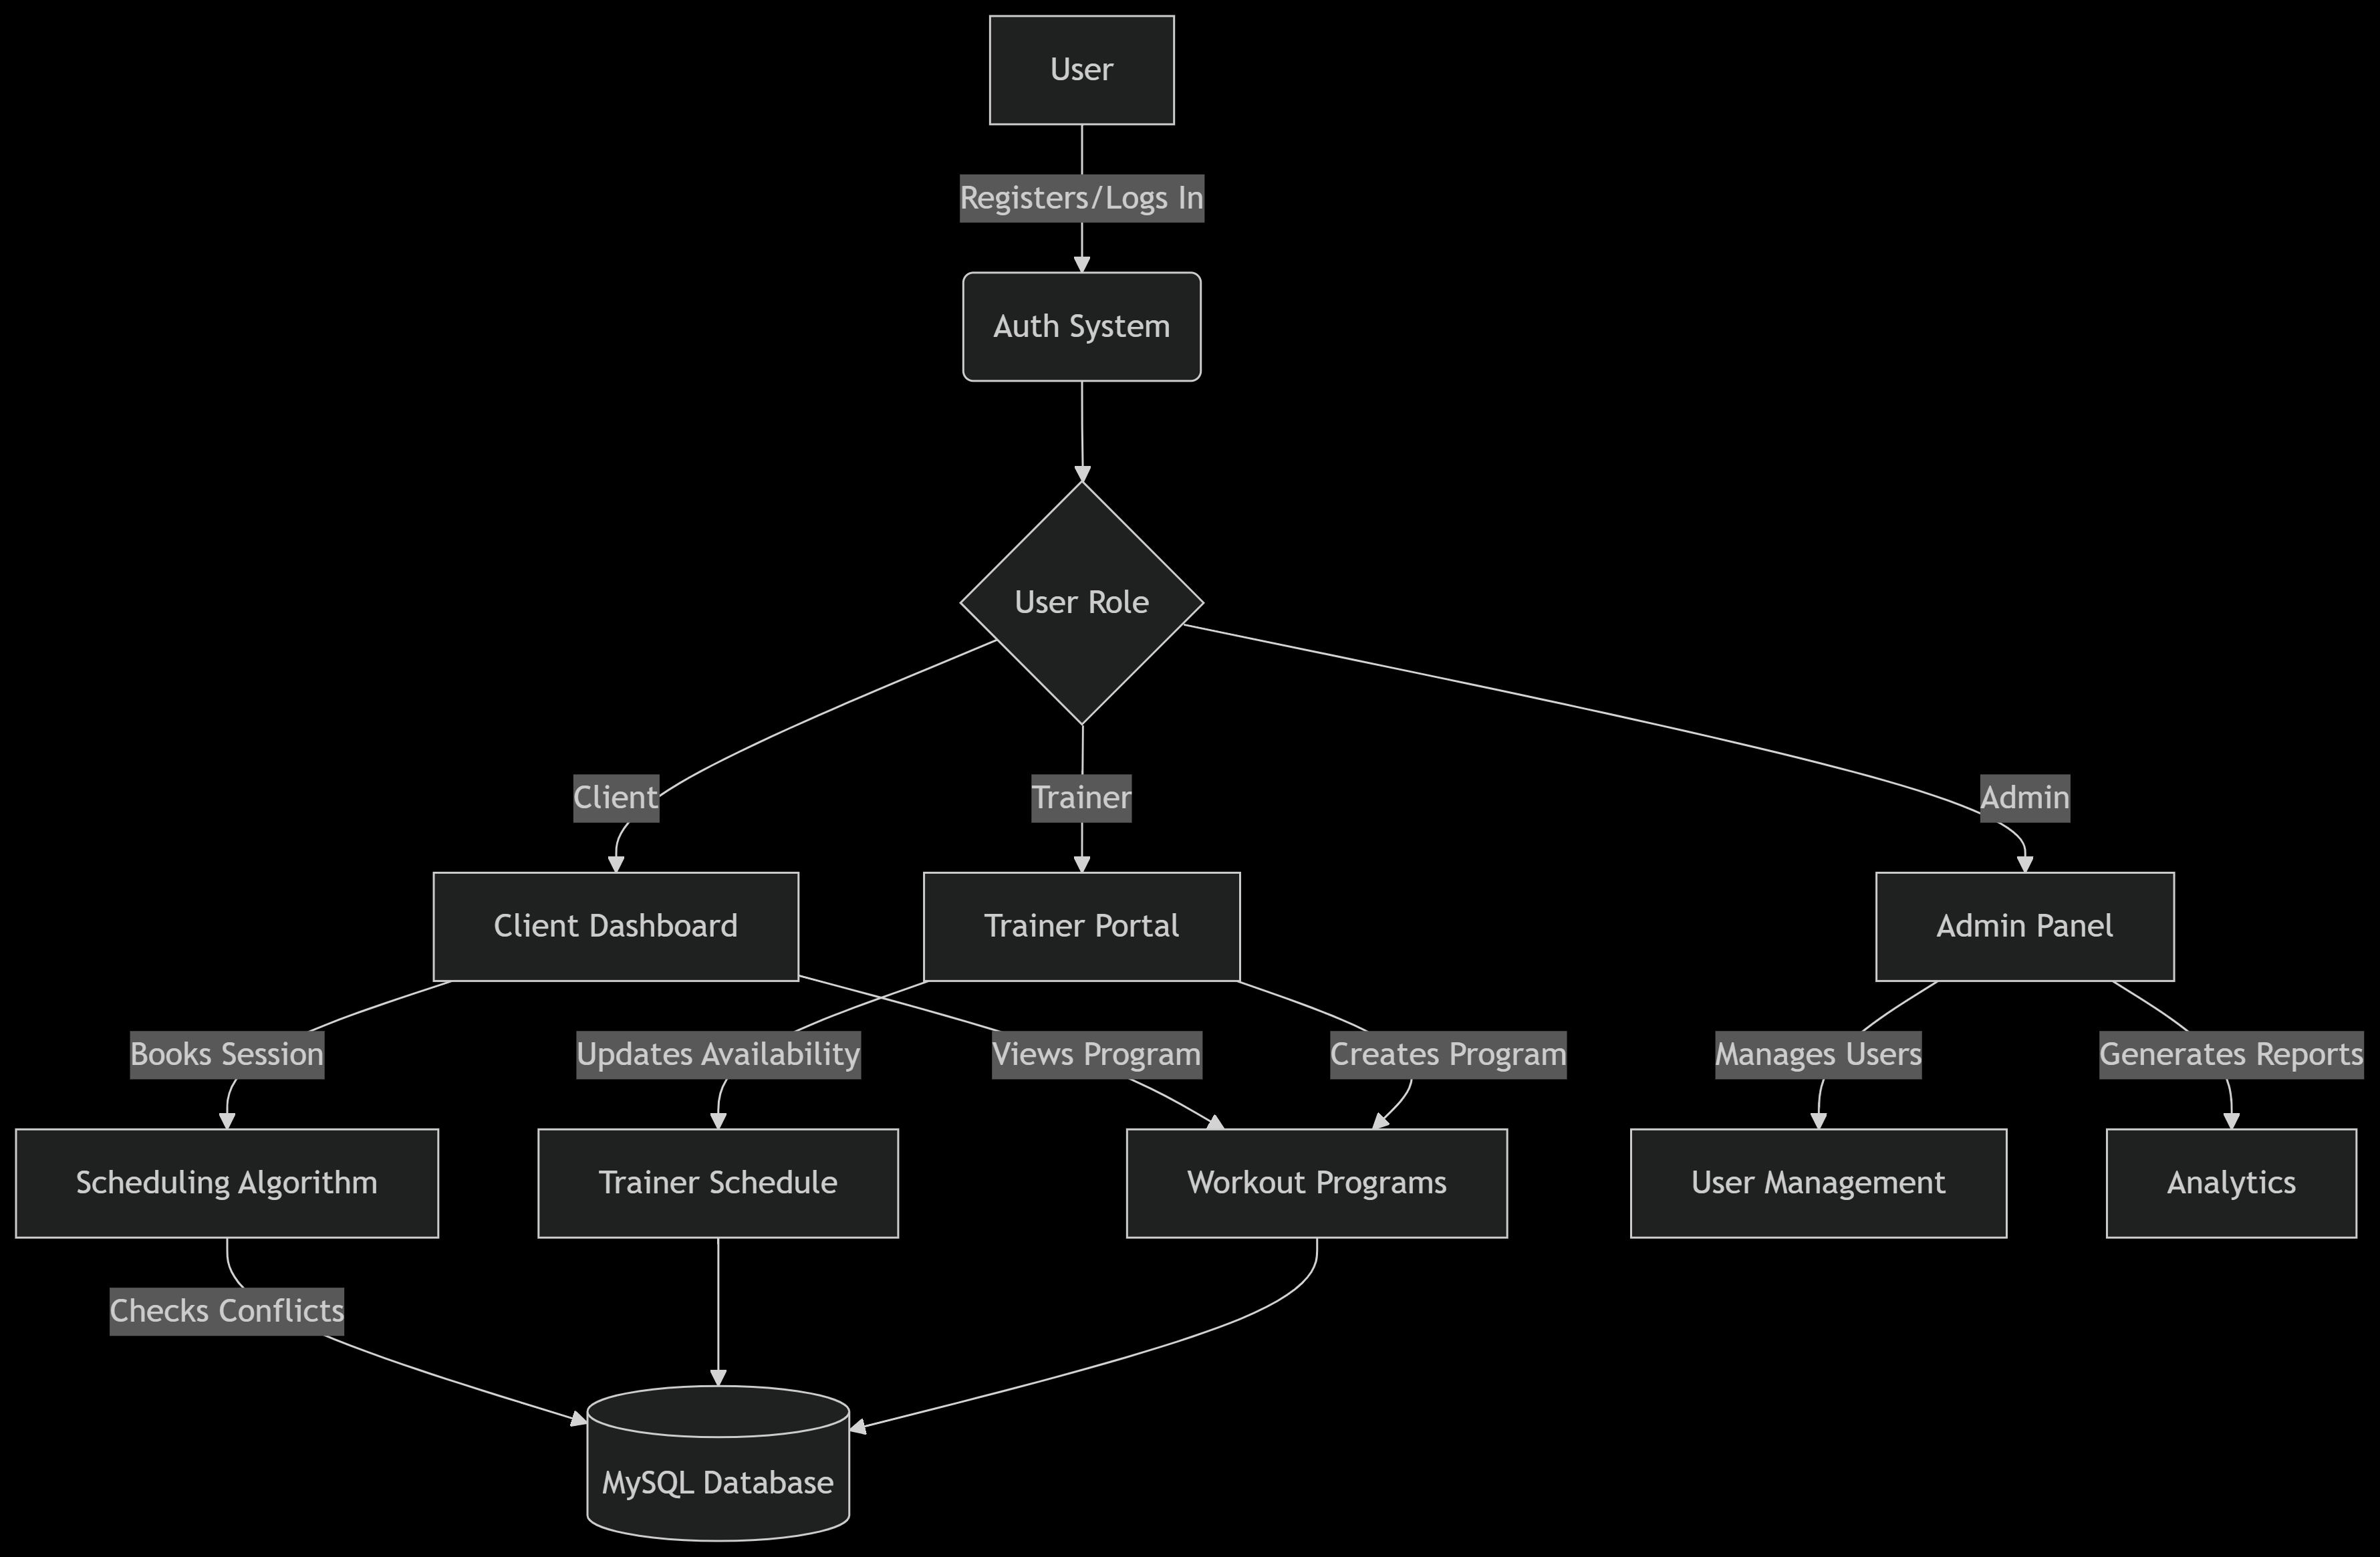 User
Registers/Logs In
Auth System
User Role
Client
Trainer
Admin
Client Dashboard
Trainer Portal
Admin Panel
Books Session
Updates Availability
Views Program
Creates Program
Manages Users
Generates Reports
Scheduling Algorithm
Trainer Schedule
Workout Programs
User Management
Analytics
Checks Conflicts
MySQL Database